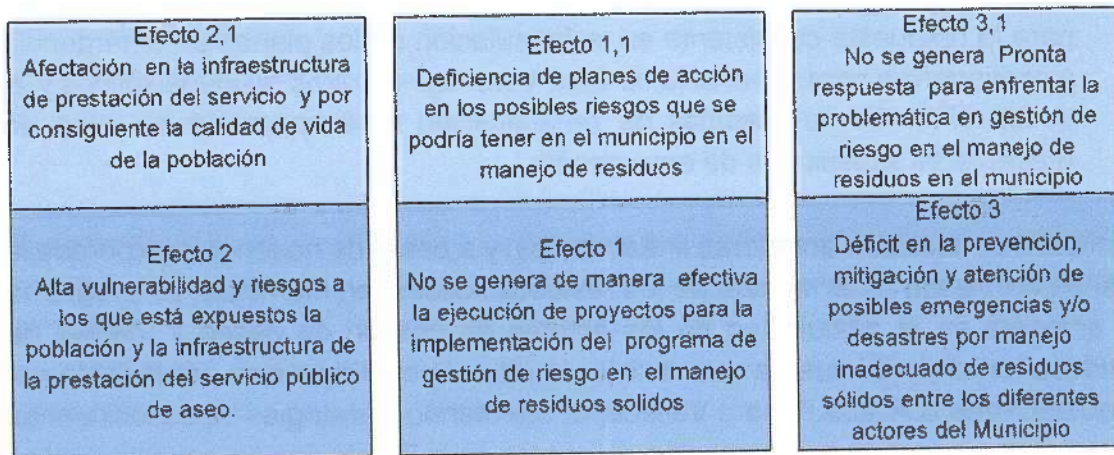 Efecto 2,1
Afectación en la infraestructura
de prestación del servicio y por
consiguiente la calidad de vida
de la población
Efecto 1,1
Deficiencia de planes de acción
en los posibles riesgos que se
podría tener en el municipio en el
manejo de residuos
Efecto 3,1
No se genera Pronta
respuesta para enfrentar la
problemática en gestión de
riesgo en el manejo de
residuos en el municipio
Efecto 2
Alta vulnerabilidad y riesgos a
los que está expuestos la
población y la infraestructura de
la prestación del servicio público
de aseo.
Efecto 1
No se genera de manera efectiva
la ejecución de proyectos para la
implementación del programa de
gestión de riesgo en el manejo
de residuos solidos
Efecto 3
Déficit en la prevención,
mitigación y atención de
posibles emergencias y/o
desastres por manejo
inadecuado de residuos
sólidos entre los diferentes
actores del Municipio